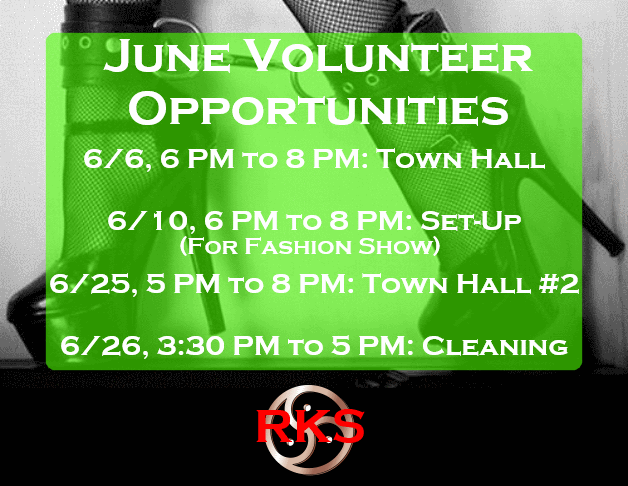 June Volunteer
Opportunities
6/6, 6 PM to 8 PM: Town Hall
6/10, 6 PM to 8 PM: Set-Up
(For Fashion Show)
6/25, 5 PM to 8 PM: Town Hall #2
6/26, 3:30 PM to 5 PM: Cleaning
RKS